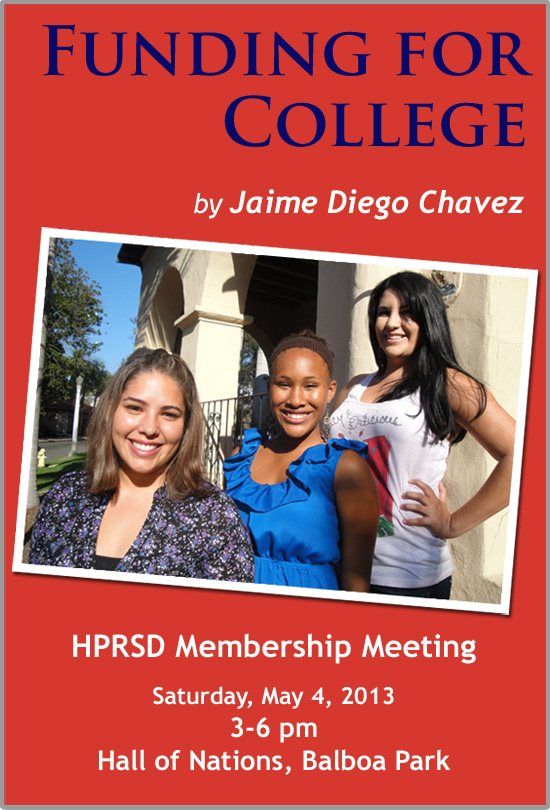 FUNDING FOR
COLLEGE
by Jaime Diego Chavez
HPRSD Membership Meeting
Saturday, May 4, 2013
3-6 pm
Hall of Nations, Balboa Park